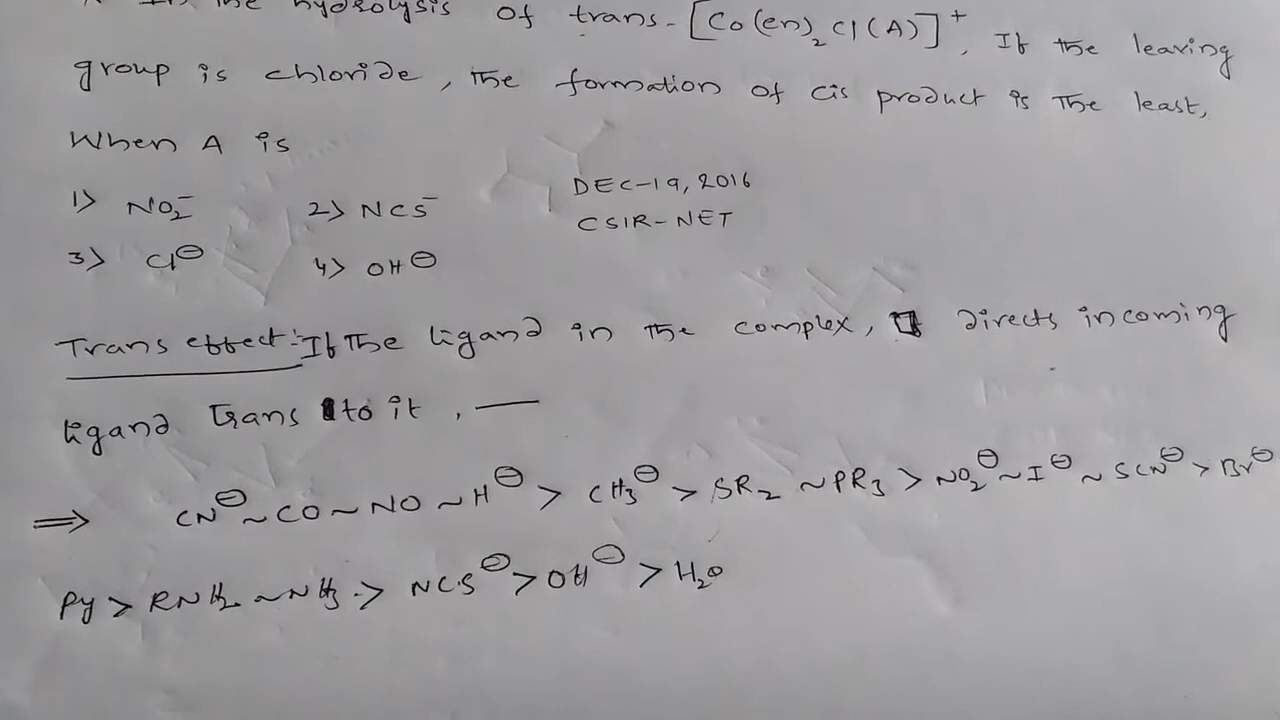 the hydrolysis of trans-[Co(en)₂Cl(A)]⁺, If the leaving
group is chloride, the formation of cis product is the least,
When A is
1) NO₂⁻ 2) NCS⁻
3) Cl⊖ 4) OH⊖
DEC-19, 2016
CSIR-NET
Trans effect:- If the ligand in the complex, directs incoming
ligand trans to it, —
⇒ CN⊖ ~ CO ~ NO ~ H⊖ > CH₃⊖ > SR₂ ~ PR₃ > NO₂⊖ ~ I⊖ ~ SCN⊖ > Br⊖
Py > RNH₂ ~ NH₃ > NCS⊖ > OH⊖ > H₂O